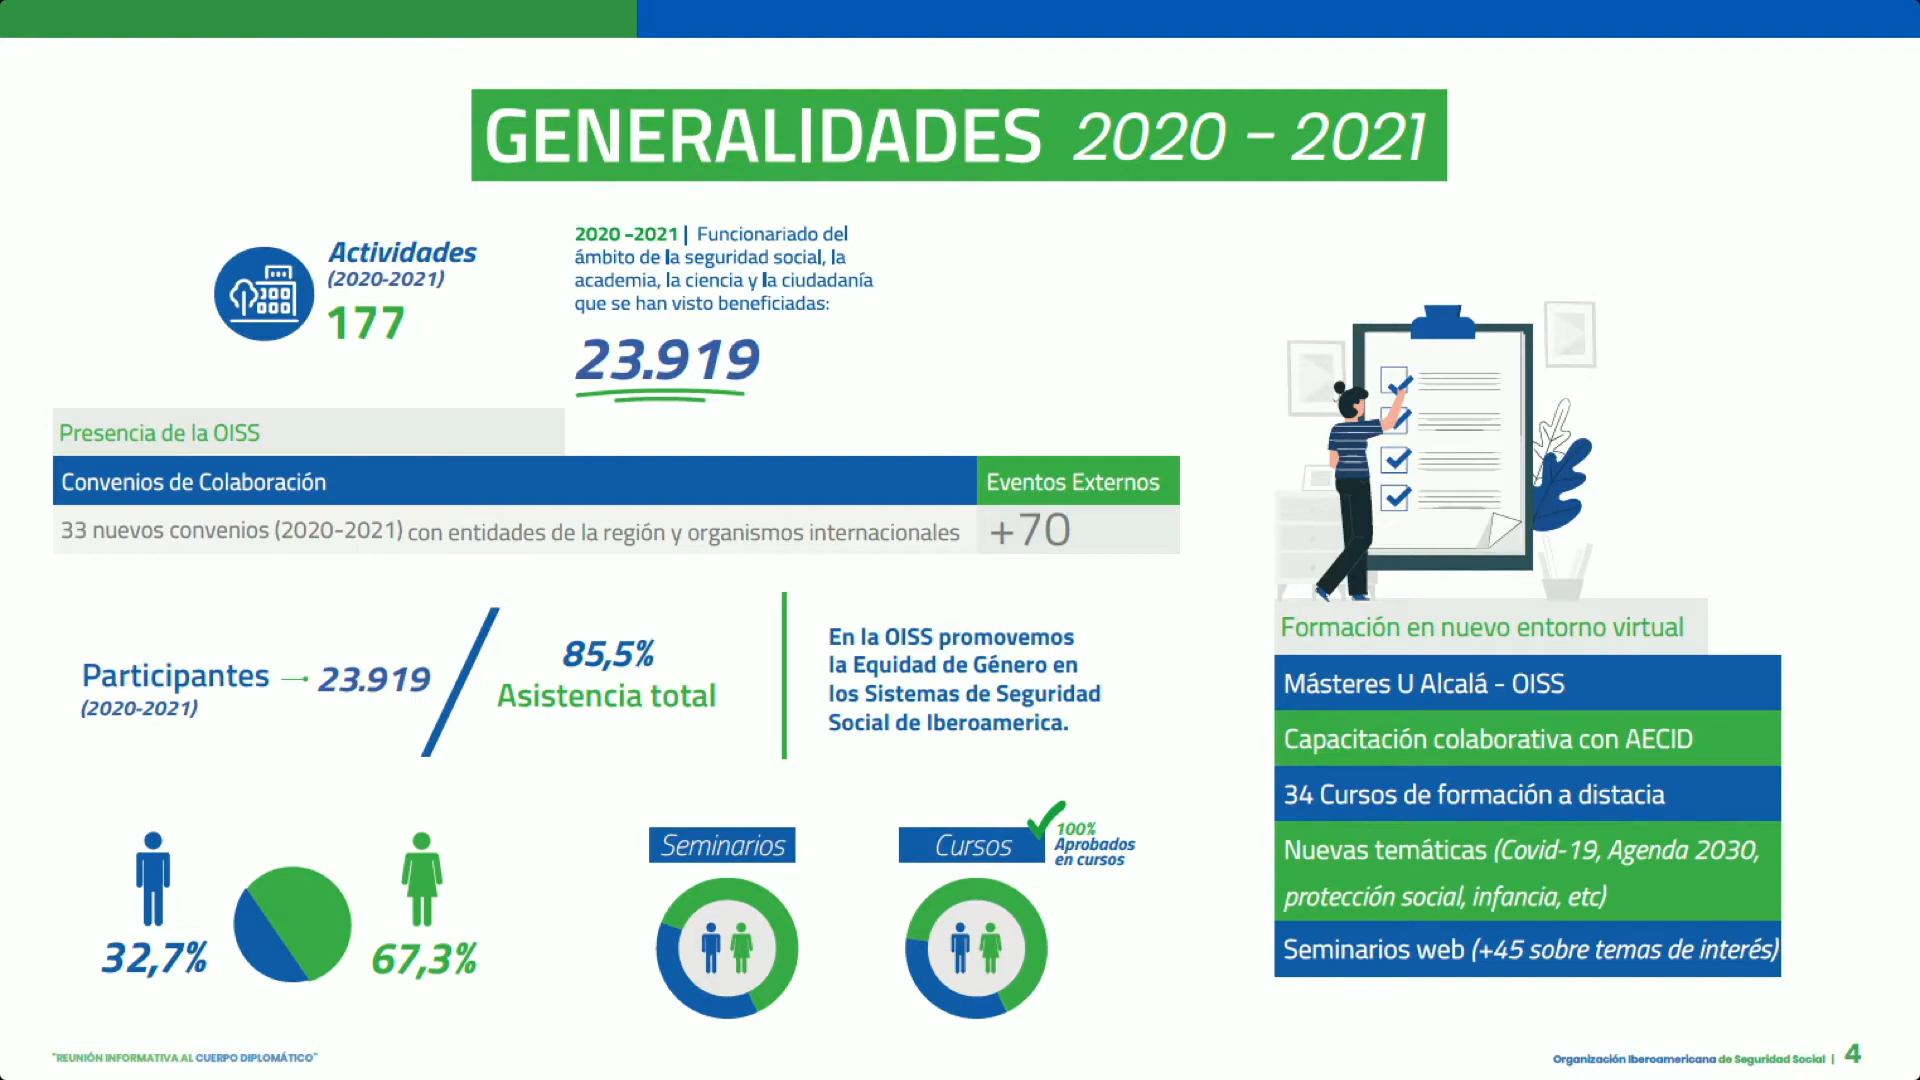 GENERALIDADES 2020 - 2021
Actividades
(2020-2021)
177
2020 -2021 | Funcionariado del
ámbito de la seguridad social, la
academia, la ciencia y la ciudadanía
que se han visto beneficiadas:
23.919
Presencia de la OISS
Convenios de Colaboración
Eventos Externos
33 nuevos convenios (2020-2021) con entidades de la región y organismos internacionales
+70
Participantes
(2020-2021)
23.919
85,5%
Asistencia total
En la OISS promovemos
la Equidad de Género en
los Sistemas de Seguridad
Social de Iberoamerica.
32,7%
67,3%
Seminarios
Cursos
100%
Aprobados
en cursos
Formación en nuevo entorno virtual
Másteres U Alcalá - OISS
Capacitación colaborativa con AECID
34 Cursos de formación a distacia
Nuevas temáticas (Covid-19, Agenda 2030,
protección social, infancia, etc)
Seminarios web (+45 sobre temas de interés)
"REUNIÓN INFORMATIVA AL CUERPO DIPLOMÁTICO"
Organización Iberoamericana de Seguridad Social | 4